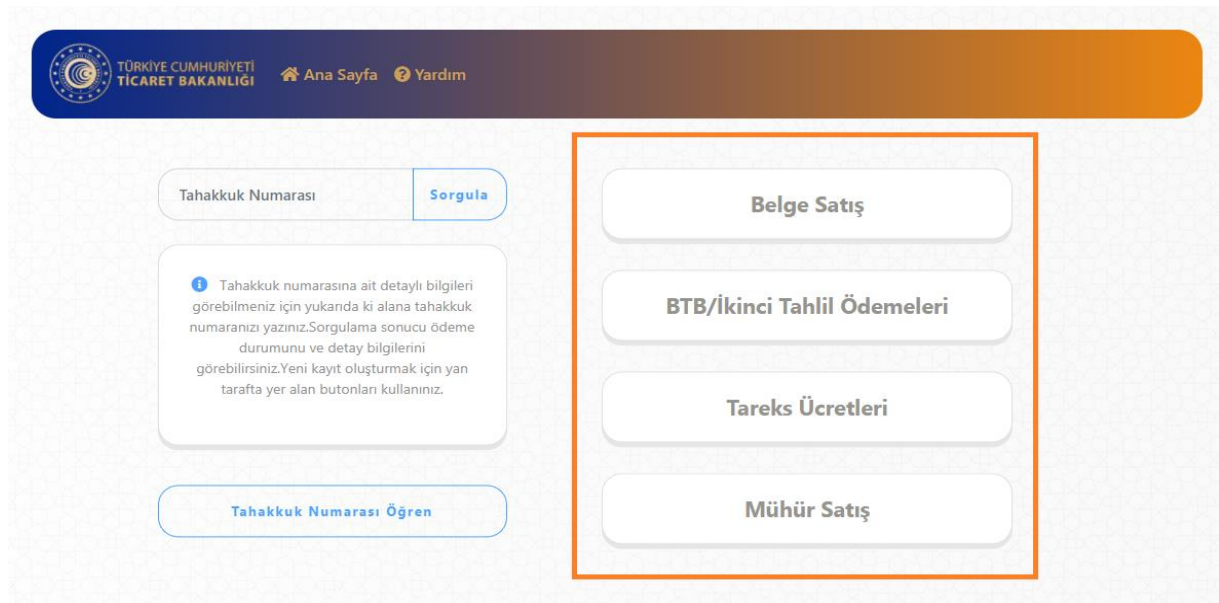 TÜRKİYE CUMHURİYETİ
TİCARET BAKANLIĞI
Ana Sayfa
Yardım
Tahakkuk Numarası
Sorgula
Tahakkuk numarasına ait detaylı bilgileri
görebilmeniz için yukarıda ki alana tahakkuk
numaranızı yazınız.Sorgulama sonucu ödeme
durumunu ve detay bilgilerini
görebilirsiniz.Yeni kayıt oluşturmak için yan
tarafta yer alan butonları kullanınız.
Tahakkuk Numarası Öğren
Belge Satış
BTB/İkinci Tahlil Ödemeleri
Tareks Ücretleri
Mühür Satış